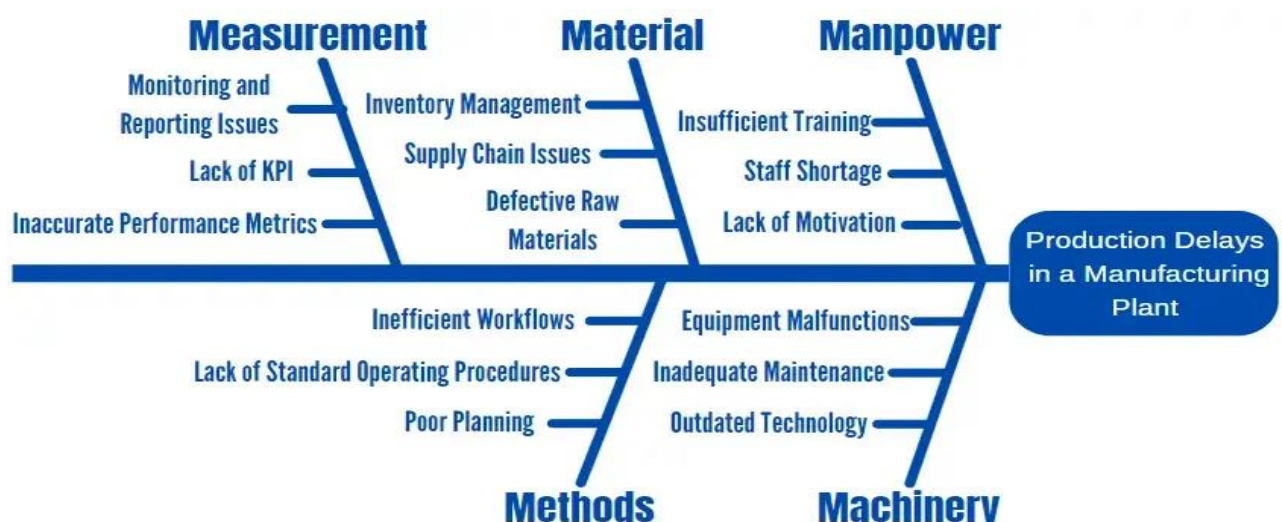 Measurement
Material
Manpower
Monitoring and
Reporting Issues
Lack of KPI
Inaccurate Performance Metrics
Inventory Management
Supply Chain Issues
Defective Raw
Materials
Insufficient Training
Staff Shortage
Lack of Motivation
Production Delays
in a Manufacturing
Plant
Inefficient Workflows
Lack of Standard Operating Procedures
Poor Planning
Equipment Malfunctions
Inadequate Maintenance
Outdated Technology
Methods
Machinery